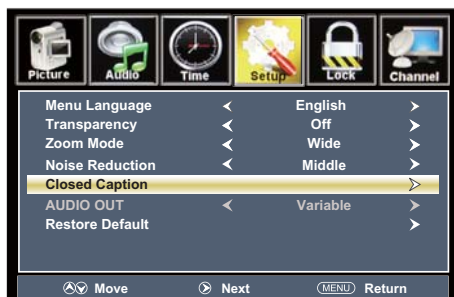 Picture Audio Time Setup Lock Channel
Menu Language English
Transparency Off
Zoom Mode Wide
Noise Reduction Middle
Closed Caption
AUDIO OUT Variable
Restore Default
Move Next MENU Return